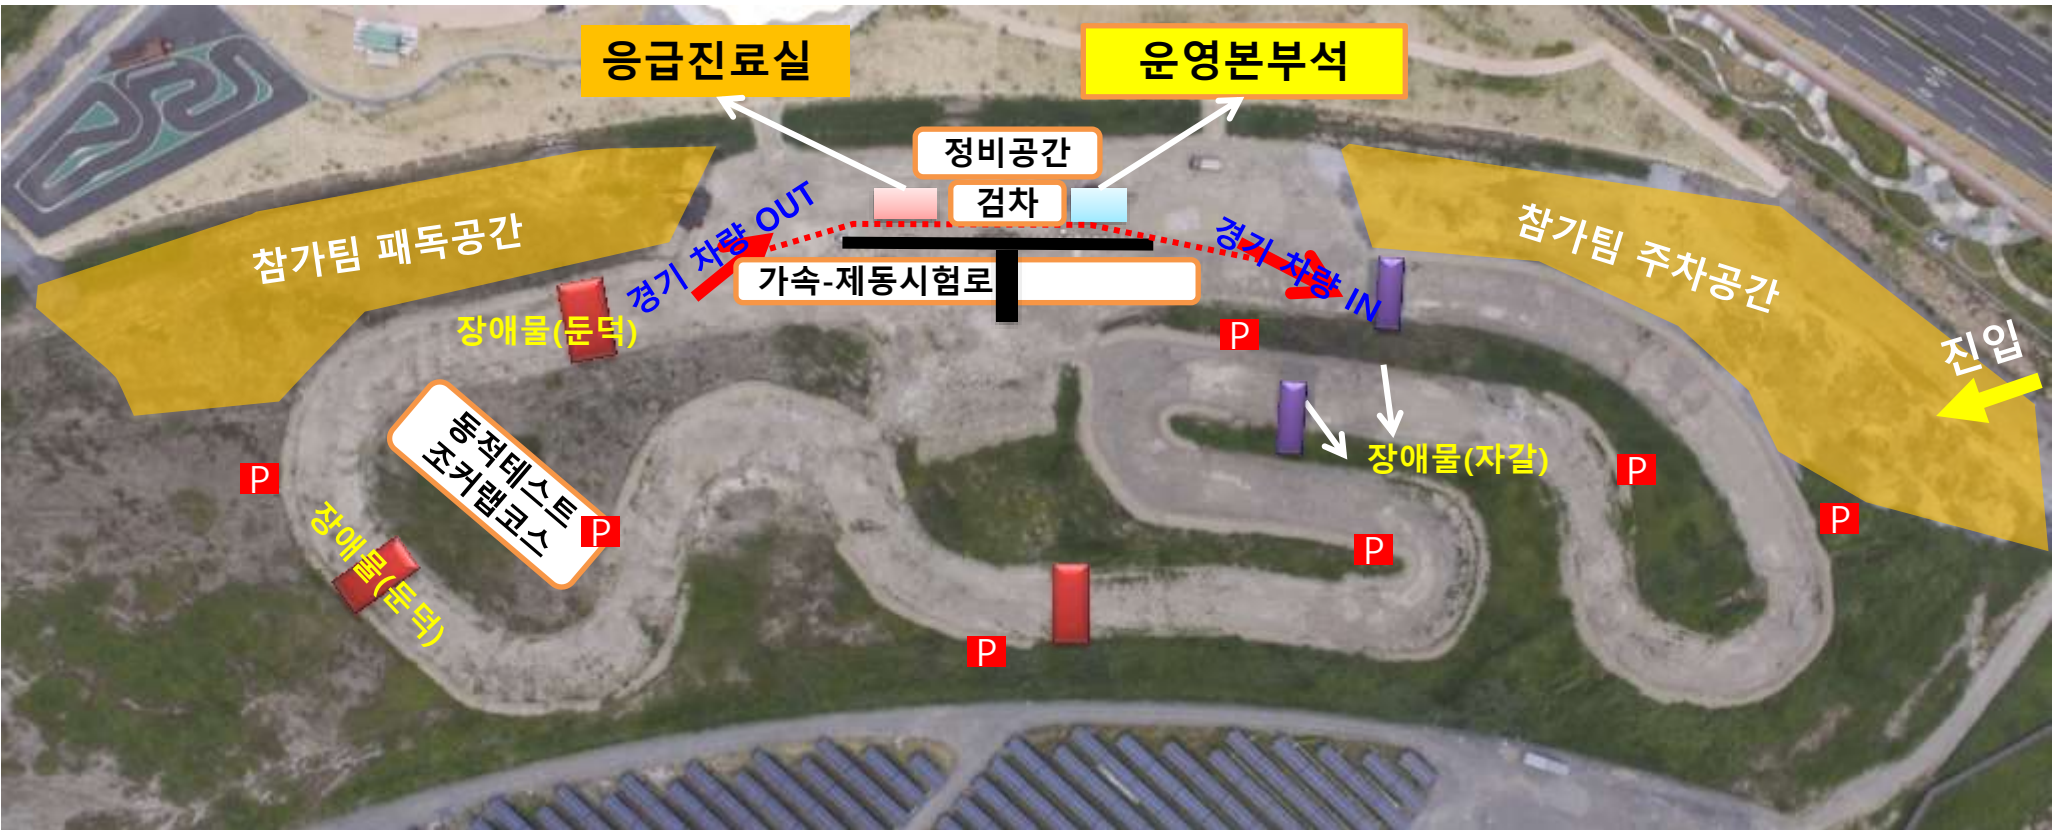 응급진료실
운영본부석
정비공간
검차
경기 차량 OUT
경기 차량 IN
참가팀 패독공간
참가팀 주차공간
가속-제동시험로
진입
장애물(둔덕)
P
동적테스트
조커랩코스
장애물(자갈)
P
P
P
P
장애물(둔덕)
P
P